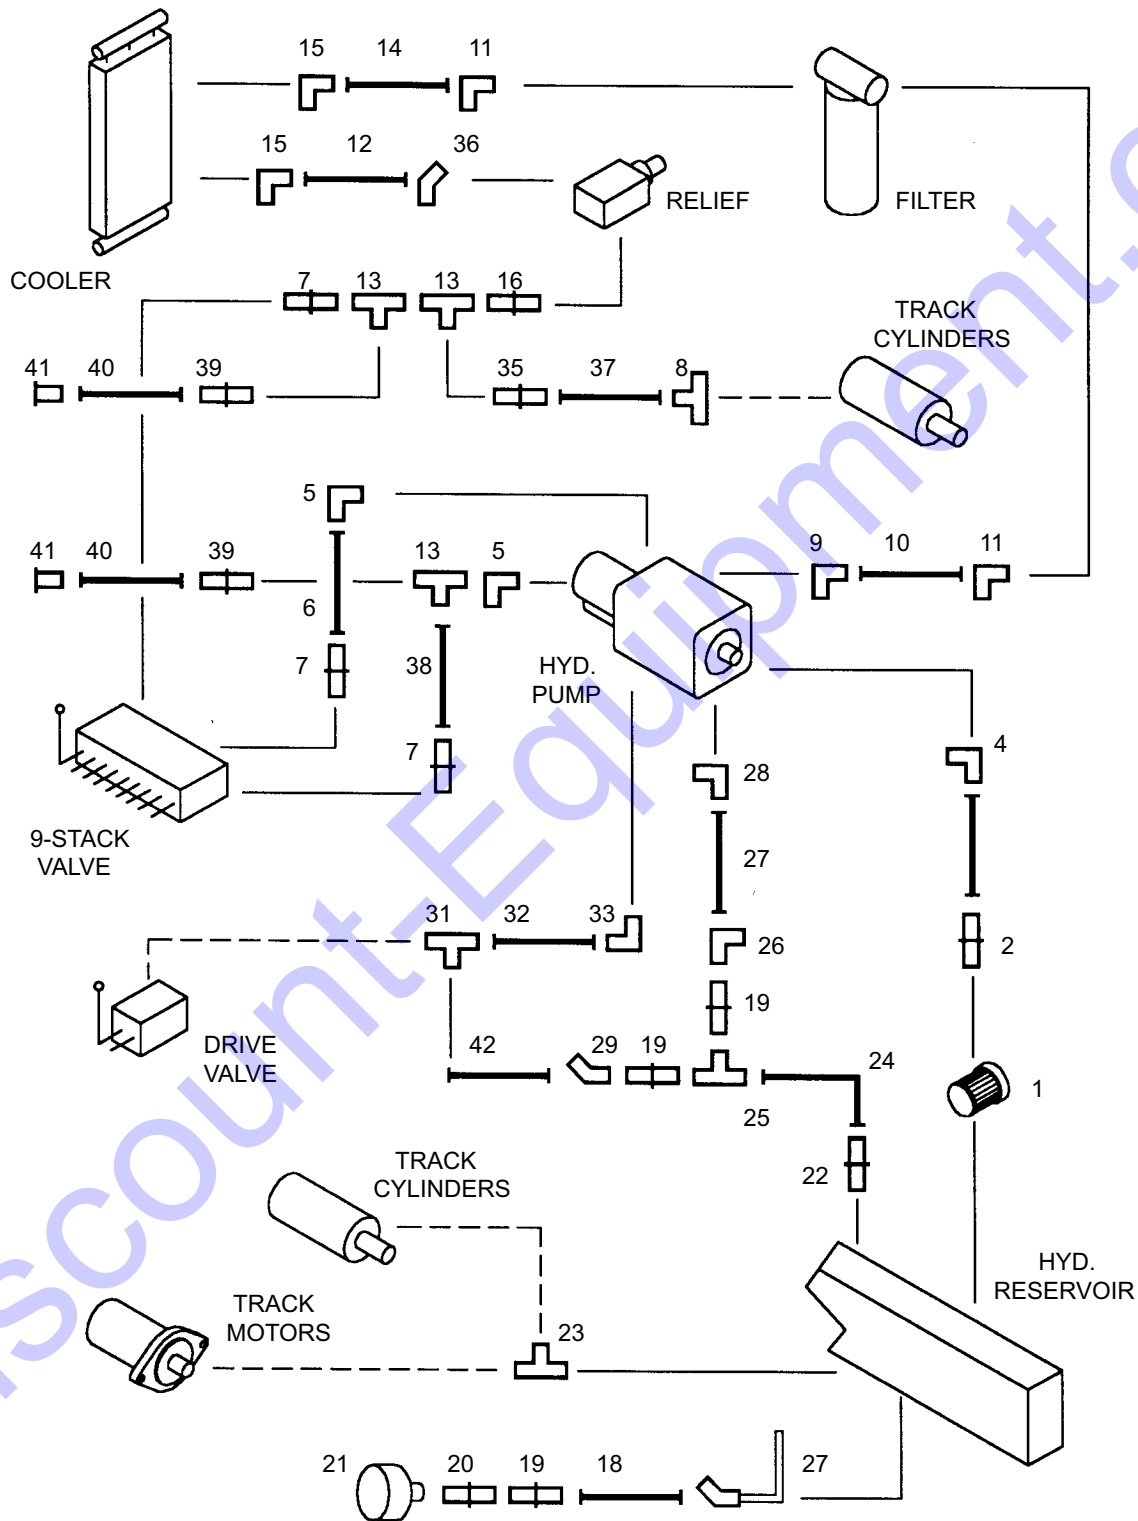 15 14 11
15 12 36
RELIEF
FILTER
COOLER
7 13 13 16
TRACK
CYLINDERS
41 40 39 35 37 8
5
41 40 39 13 5 9 10 11
6
7 38 HYD.
PUMP
7
4
28
9-STACK
VALVE
27
31 32 33
26 2
19
DRIVE
VALVE
42 29 19 24
25 1
22
TRACK
CYLINDERS
HYD.
RESERVOIR
TRACK
MOTORS
23
21 20 19 18 27
iscount-Equipment.c